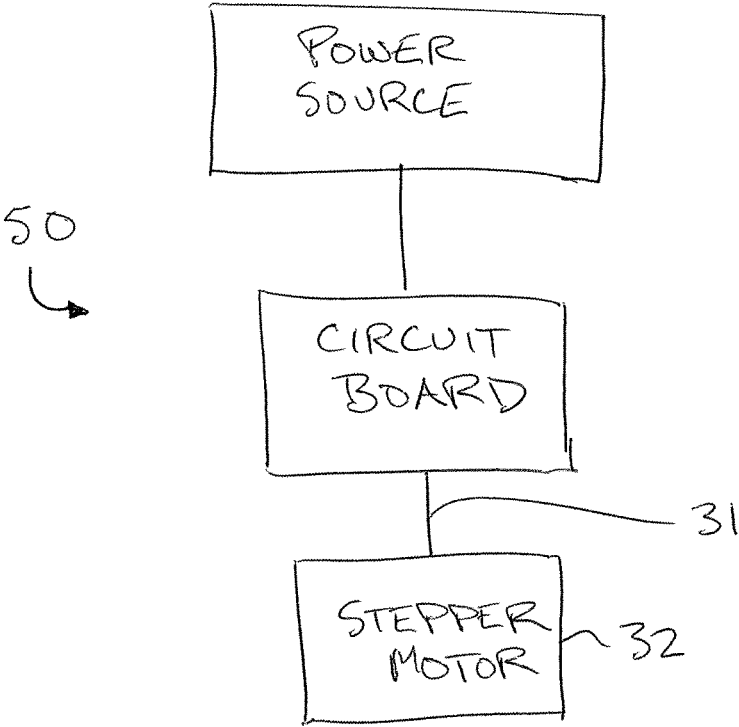 POWER
SOURCE
50
CIRCUIT
BOARD
31
STEPPER
MOTOR
32